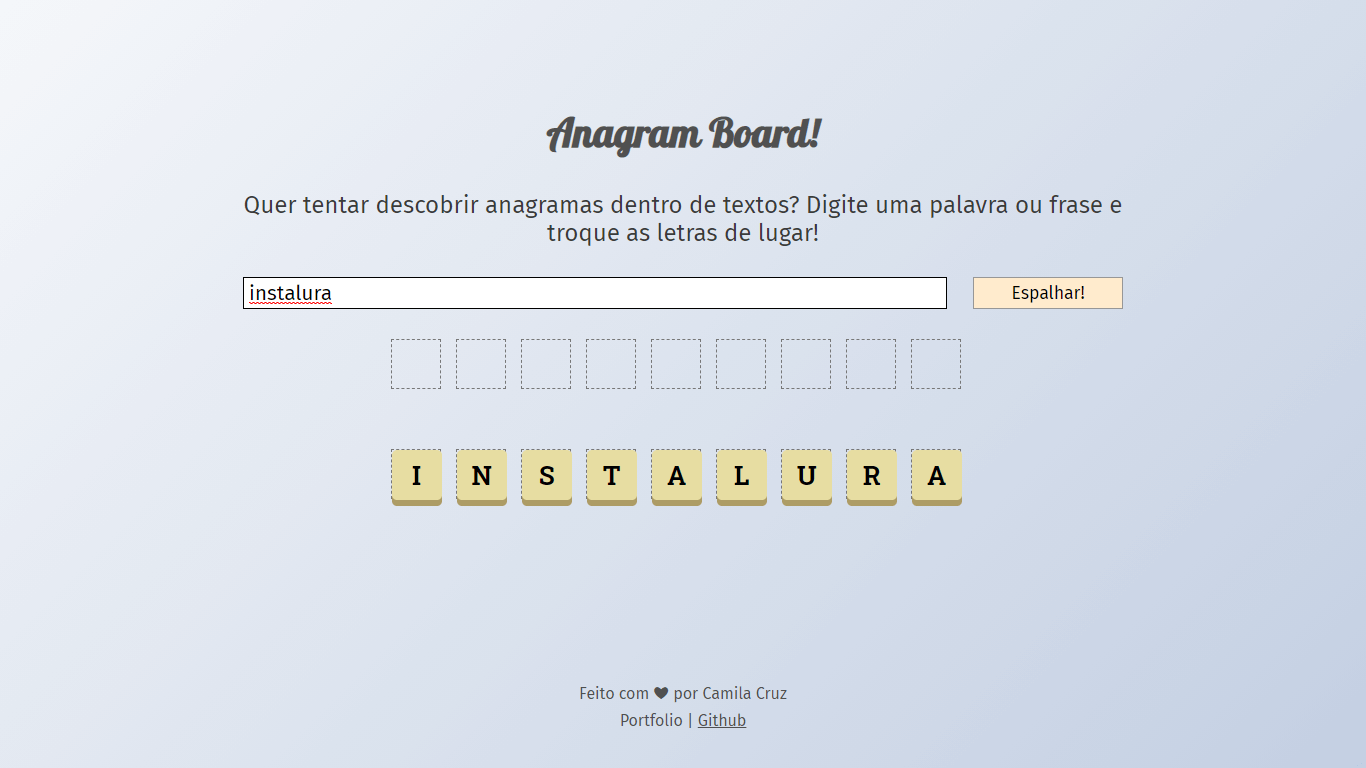 Anagram Board!
Quer tentar descobrir anagramas dentro de textos? Digite uma palavra ou frase e
troque as letras de lugar!
instalura Espalhar!
I N S T A L U R A
Feito com ❤ por Camila Cruz
Portfolio | Github